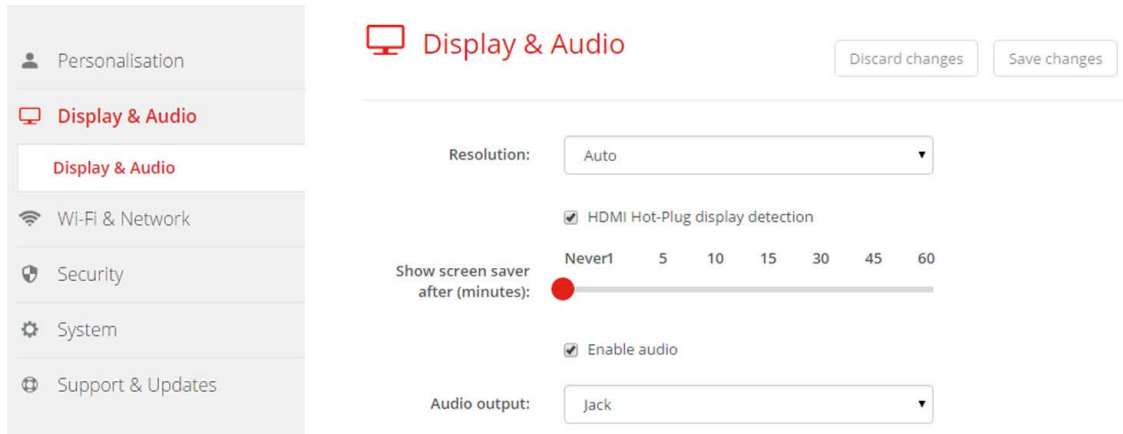 Personalisation
Display & Audio
Display & Audio
Wi-Fi & Network
Security
System
Support & Updates
Display & Audio
Discard changes
Save changes
Resolution:
Auto
HDMI Hot-Plug display detection
Never1 5 10 15 30 45 60
Show screen saver
after (minutes):
Enable audio
Audio output:
Jack